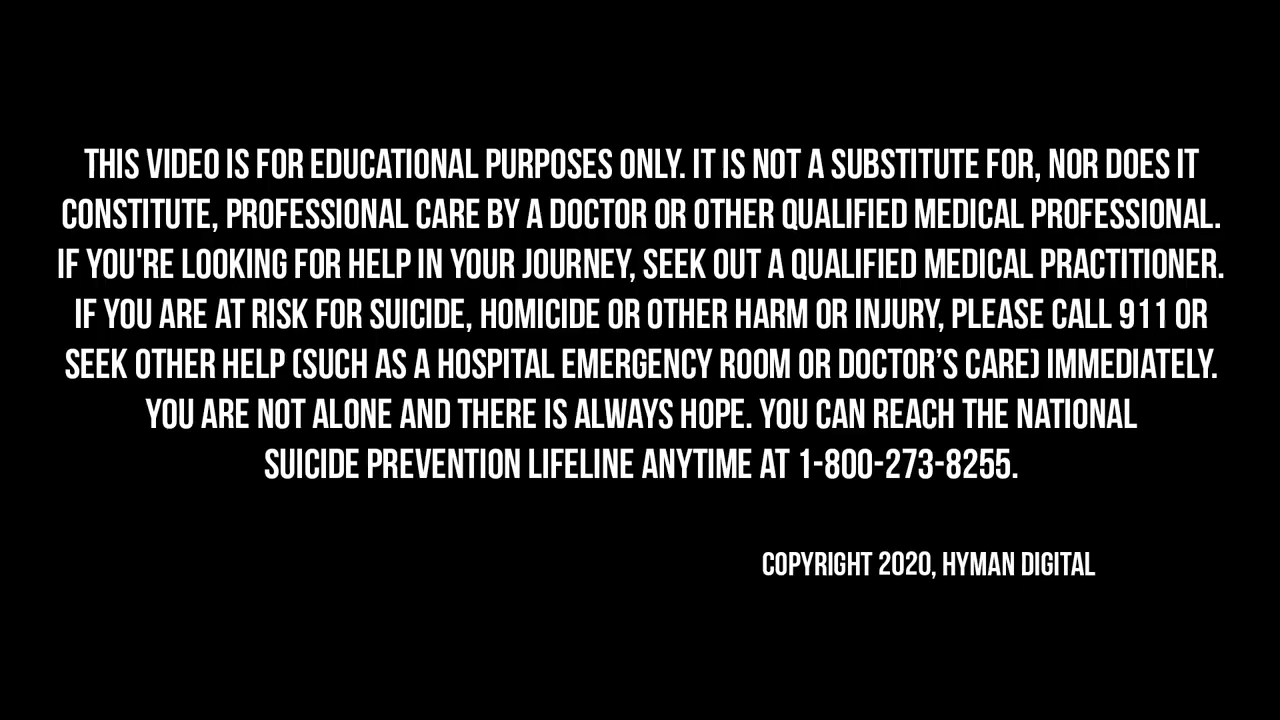 THIS VIDEO IS FOR EDUCATIONAL PURPOSES ONLY. IT IS NOT A SUBSTITUTE FOR, NOR DOES IT
CONSTITUTE, PROFESSIONAL CARE BY A DOCTOR OR OTHER QUALIFIED MEDICAL PROFESSIONAL.
IF YOU'RE LOOKING FOR HELP IN YOUR JOURNEY, SEEK OUT A QUALIFIED MEDICAL PRACTITIONER.
IF YOU ARE AT RISK FOR SUICIDE, HOMICIDE OR OTHER HARM OR INJURY, PLEASE CALL 911 OR
SEEK OTHER HELP (SUCH AS A HOSPITAL EMERGENCY ROOM OR DOCTOR’S CARE) IMMEDIATELY.
YOU ARE NOT ALONE AND THERE IS ALWAYS HOPE. YOU CAN REACH THE NATIONAL
SUICIDE PREVENTION LIFELINE ANYTIME AT 1-800-273-8255.
COPYRIGHT 2020, HYMAN DIGITAL